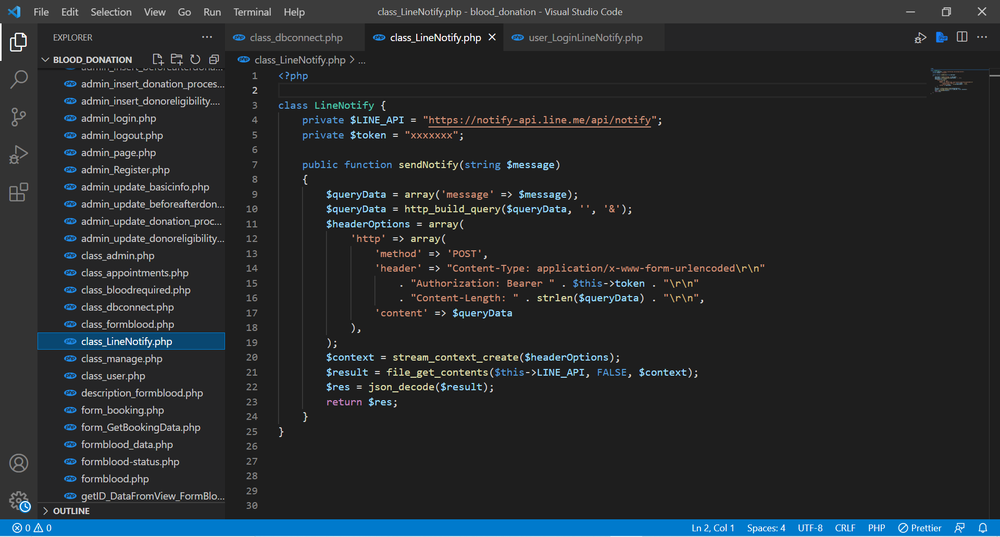 File Edit Selection View Go Run Terminal Help
class_LineNotify.php - blood_donation - Visual Studio Code
EXPLORER
BLOOD_DONATION
admin_insert_beforeafterdona...
admin_insert_donation_proces...
admin_insert_donoreligibility....
admin_login.php
admin_logout.php
admin_page.php
admin_Register.php
admin_update_basicinfo.php
admin_update_beforeafterdon...
admin_update_donation_proc...
admin_update_donoreligibility...
class_admin.php
class_appointments.php
class_bloodrequired.php
class_dbconnect.php
class_formblood.php
class_LineNotify.php
class_manage.php
class_user.php
description_formblood.php
form_booking.php
form_GetBookingData.php
formblood_data.php
formblood-status.php
formblood.php
getID_DataFromView_FormBlo...
OUTLINE
class_dbconnect.php
class_LineNotify.php
user_LoginLineNotify.php
class_LineNotify.php > ...
1 <?php
2
3 class LineNotify {
4 private $LINE_API = "https://notify-api.line.me/api/notify";
5 private $token = "xxxxxxx";
6
7 public function sendNotify(string $message)
8 {
9 $queryData = array('message' => $message);
10 $queryData = http_build_query($queryData, '', '&');
11 $headerOptions = array(
12 'http' => array(
13 'method' => 'POST',
14 'header' => "Content-Type: application/x-www-form-urlencoded\r\n"
15 . "Authorization: Bearer " . $this->token . "\r\n"
16 . "Content-Length: " . strlen($queryData) . "\r\n",
17 'content' => $queryData
18 ),
19 );
20 $context = stream_context_create($headerOptions);
21 $result = file_get_contents($this->LINE_API, FALSE, $context);
22 $res = json_decode($result);
23 return $res;
24 }
25 }
26
27
28
29
30
0 0
Ln 2, Col 1 Spaces: 4 UTF-8 CRLF PHP Prettier